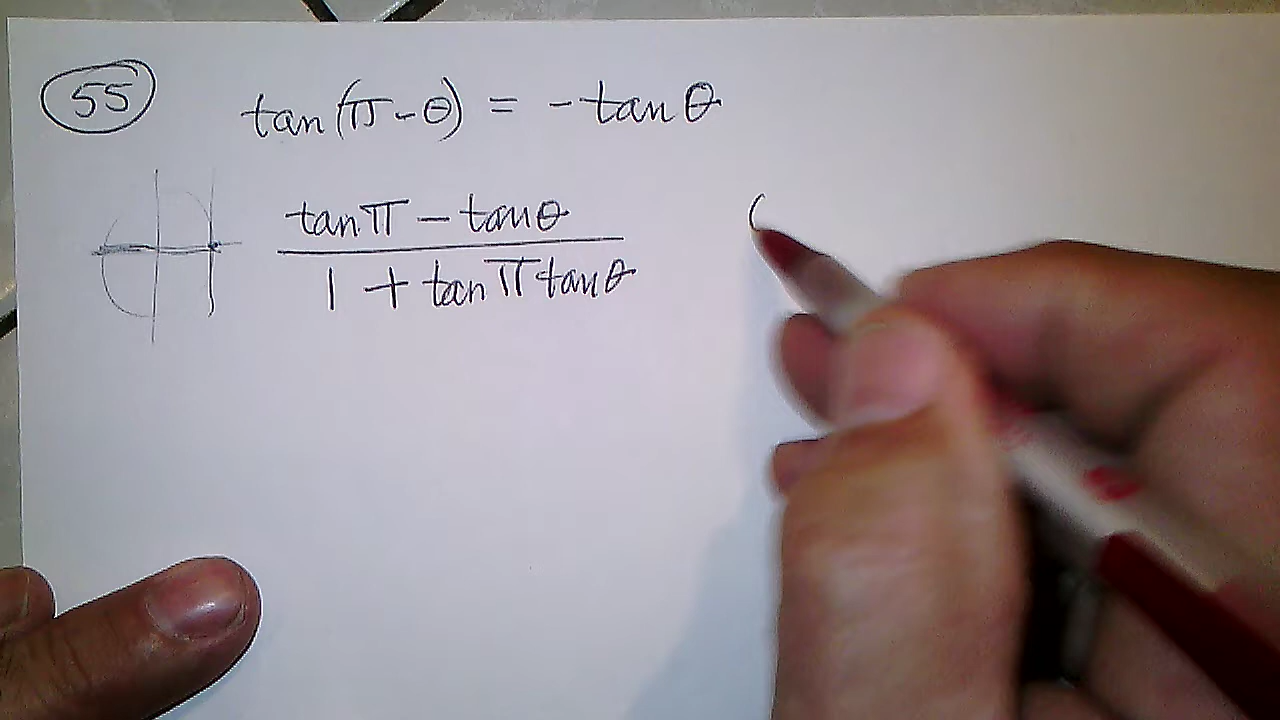 55
tan(π-θ) = -tanθ
tanπ - tanθ
1 + tanπ tanθ